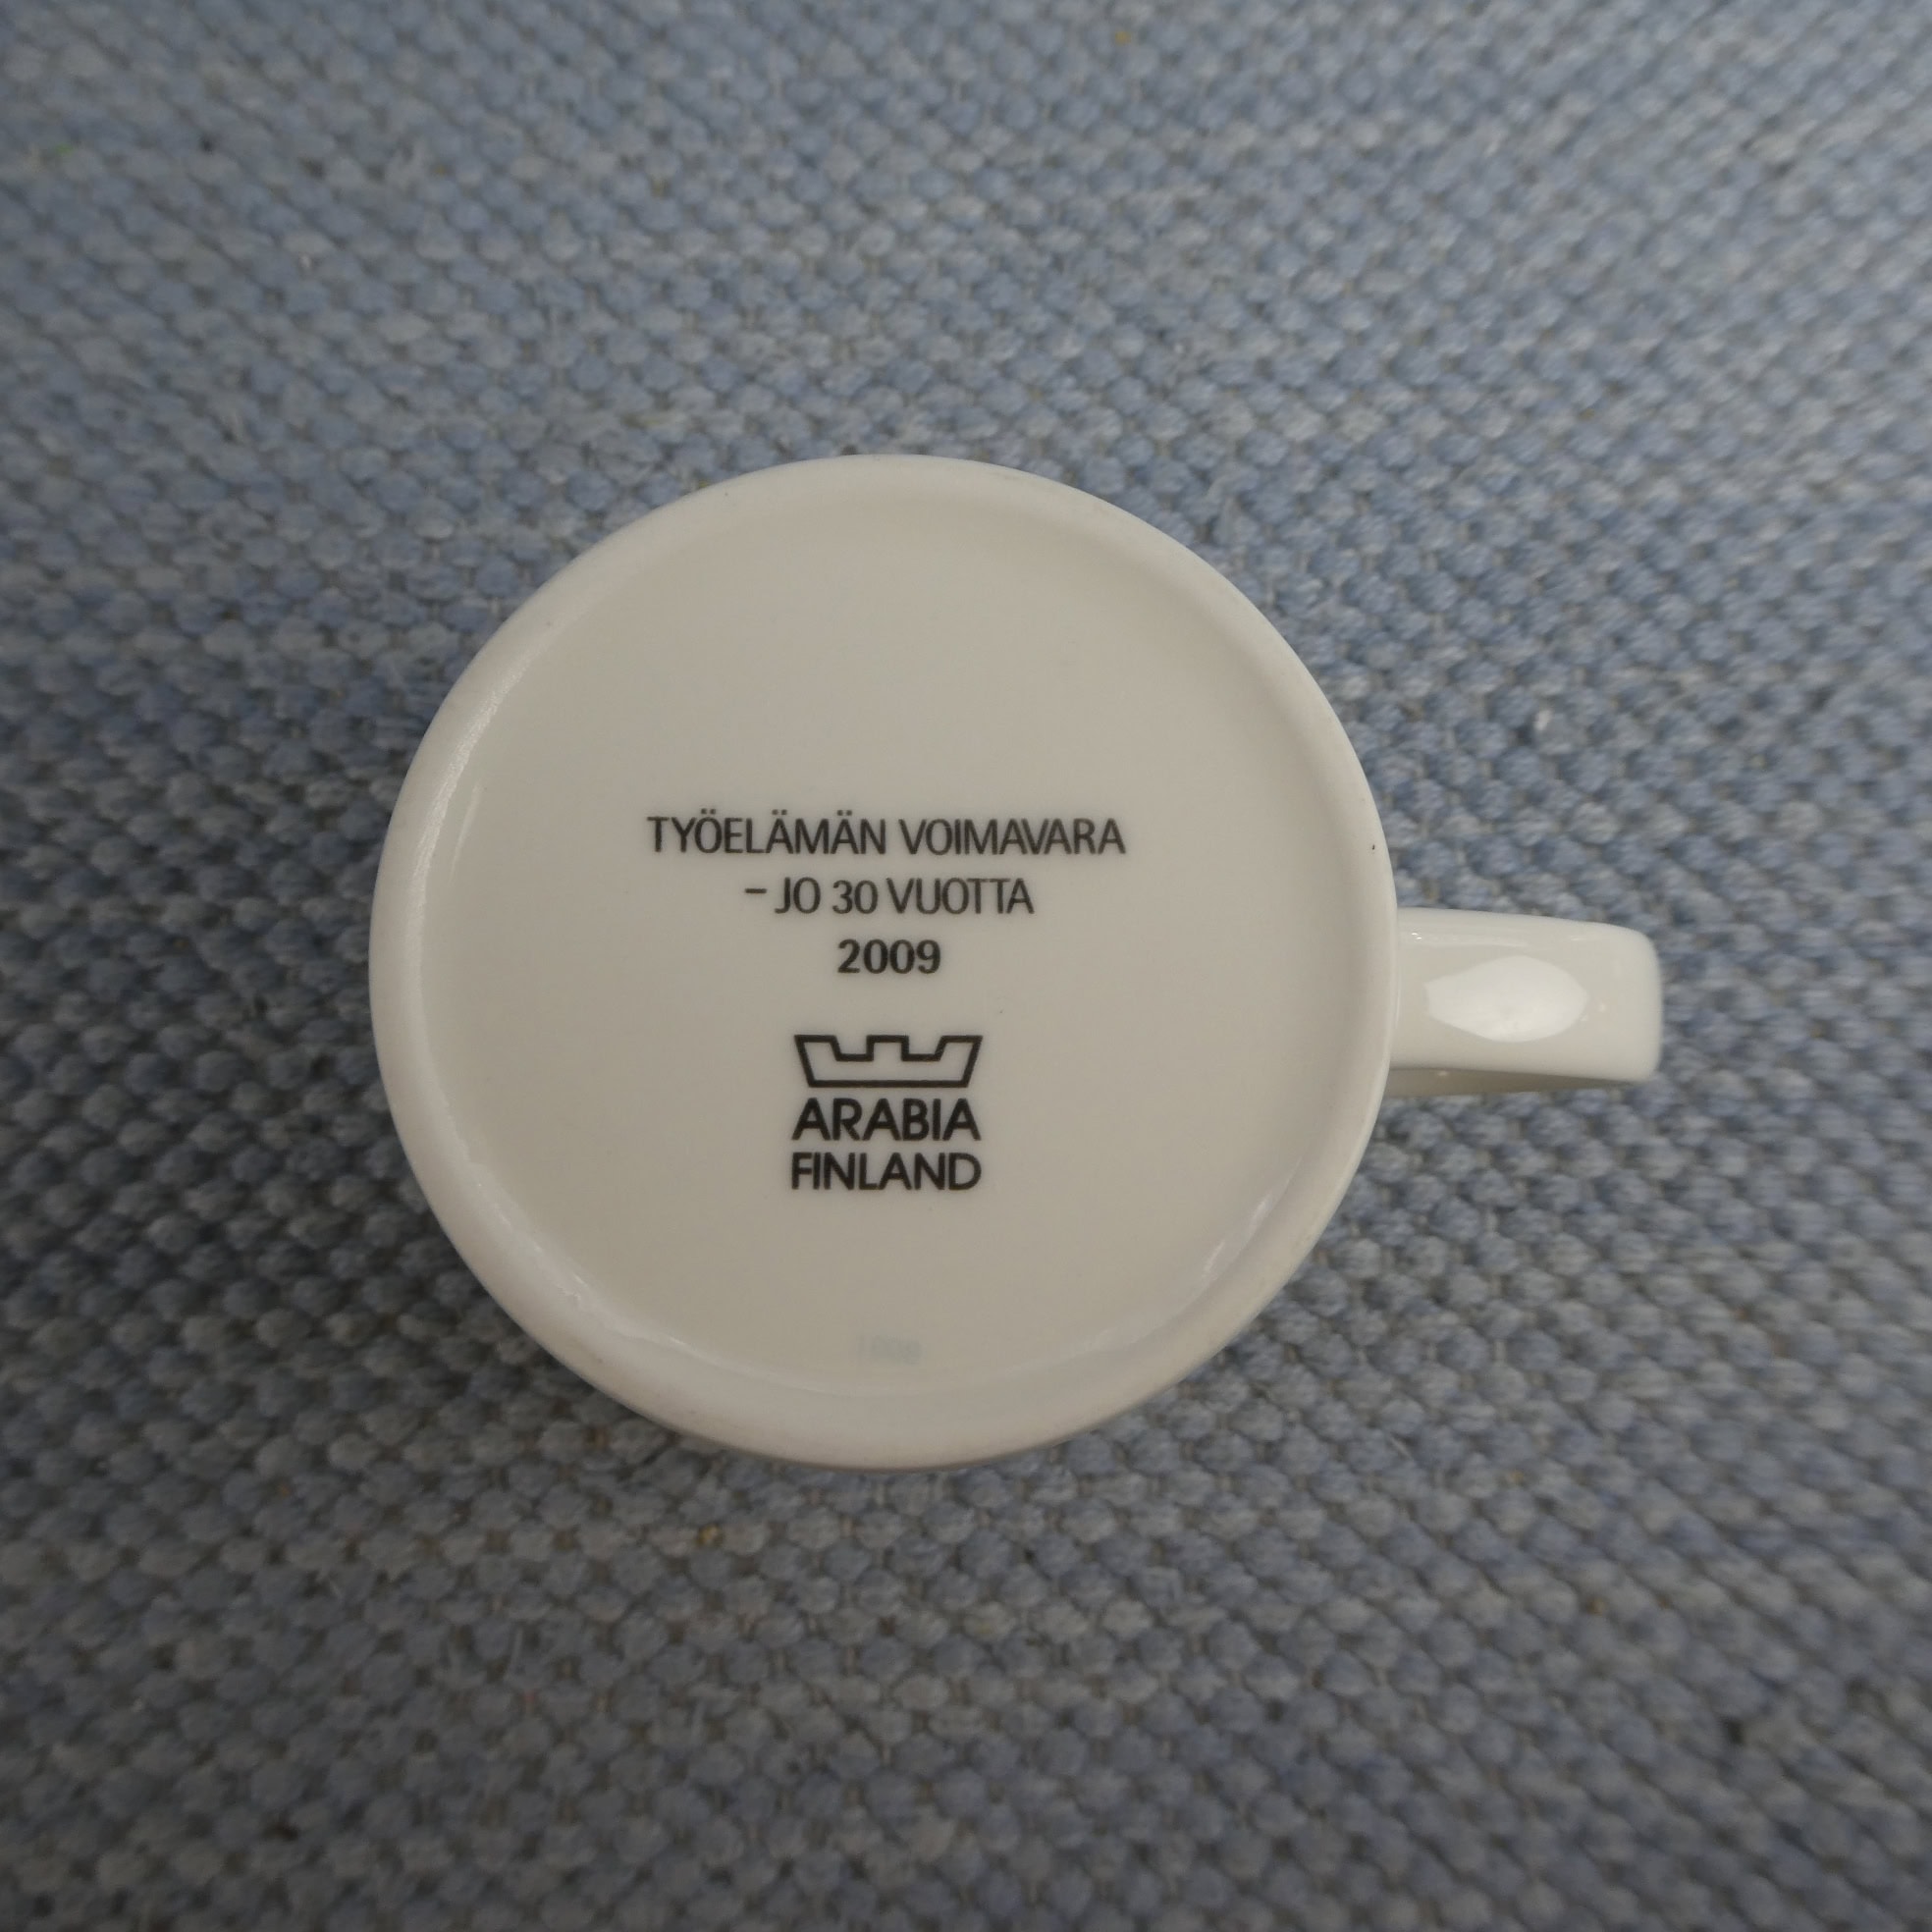 TYÖELÄMÄN VOIMAVARA
– JO 30 VUOTTA
2009
ARABIA
FINLAND